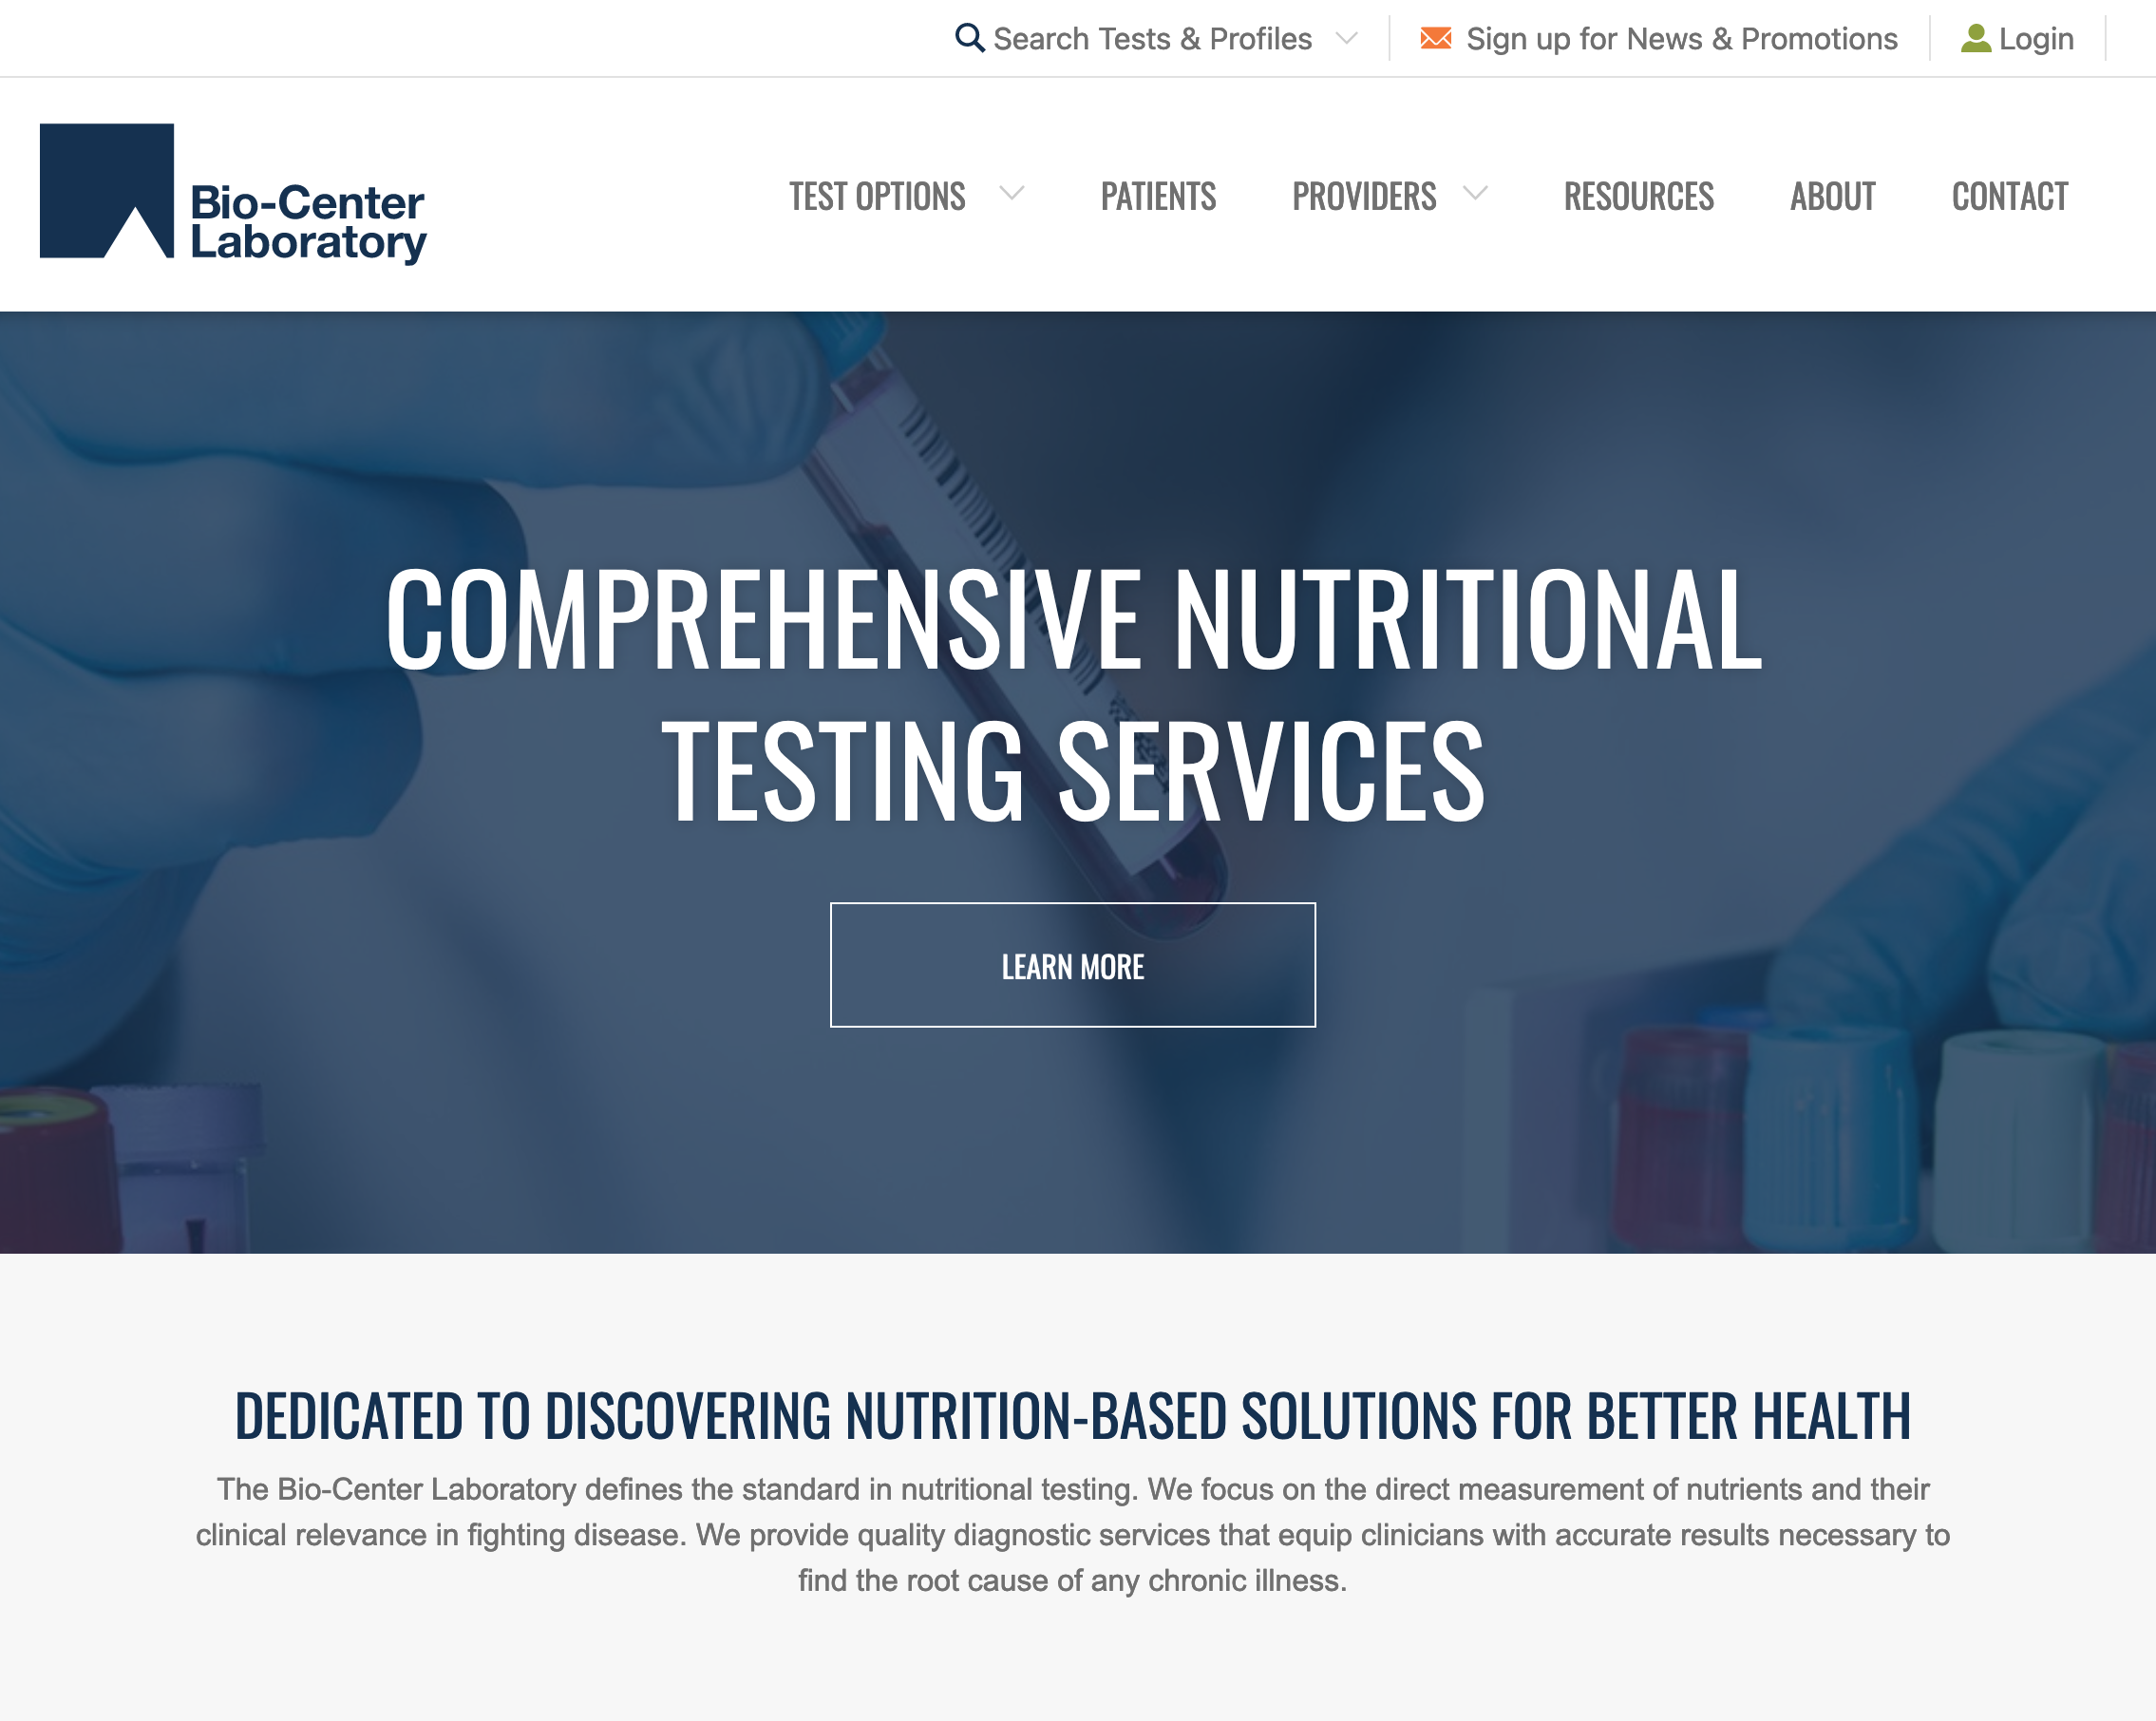 Search Tests & Profiles
Sign up for News & Promotions
Login
Bio-Center
Laboratory
TEST OPTIONS
PATIENTS
PROVIDERS
RESOURCES
ABOUT
CONTACT
COMPREHENSIVE NUTRITIONAL
TESTING SERVICES
LEARN MORE
DEDICATED TO DISCOVERING NUTRITION-BASED SOLUTIONS FOR BETTER HEALTH
The Bio-Center Laboratory defines the standard in nutritional testing. We focus on the direct measurement of nutrients and their
clinical relevance in fighting disease. We provide quality diagnostic services that equip clinicians with accurate results necessary to
find the root cause of any chronic illness.